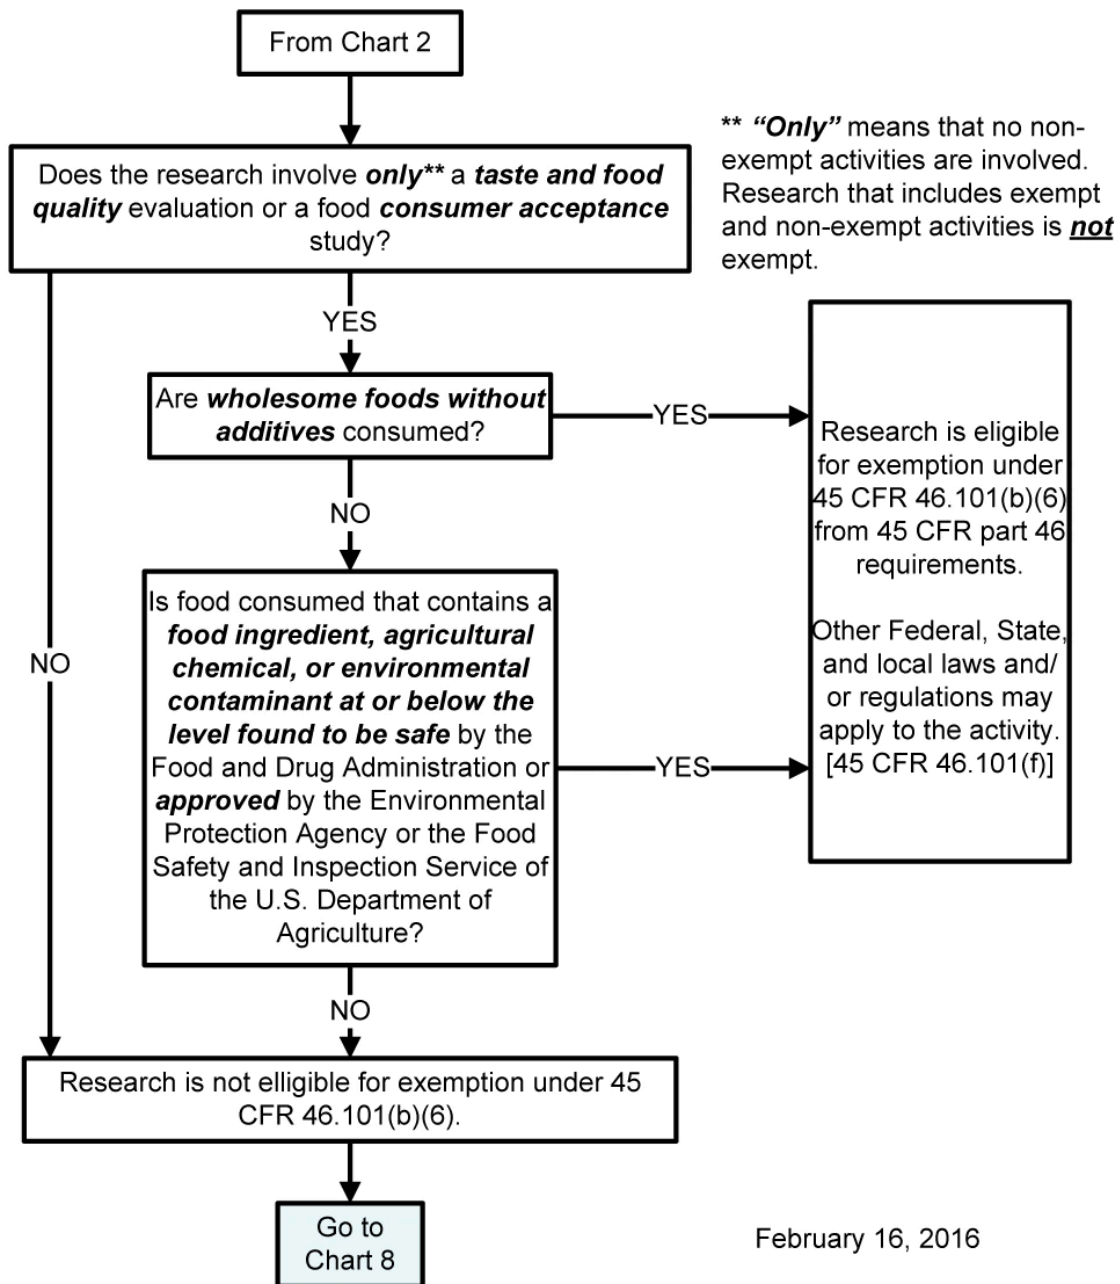 From Chart 2
Does the research involve only** a taste and food
quality evaluation or a food consumer acceptance
study?
** “Only” means that no non-
exempt activities are involved.
Research that includes exempt
and non-exempt activities is not
exempt.
YES
Are wholesome foods without
additives consumed?
YES
NO
Research is eligible
for exemption under
45 CFR 46.101(b)(6)
from 45 CFR part 46
requirements.
Other Federal, State,
and local laws and/
or regulations may
apply to the activity.
[45 CFR 46.101(f)]
Is food consumed that contains a
food ingredient, agricultural
chemical, or environmental
contaminant at or below the
level found to be safe by the
Food and Drug Administration or
approved by the Environmental
Protection Agency or the Food
Safety and Inspection Service of
the U.S. Department of
Agriculture?
YES
NO
NO
Research is not elligible for exemption under 45
CFR 46.101(b)(6).
Go to
Chart 8
February 16, 2016